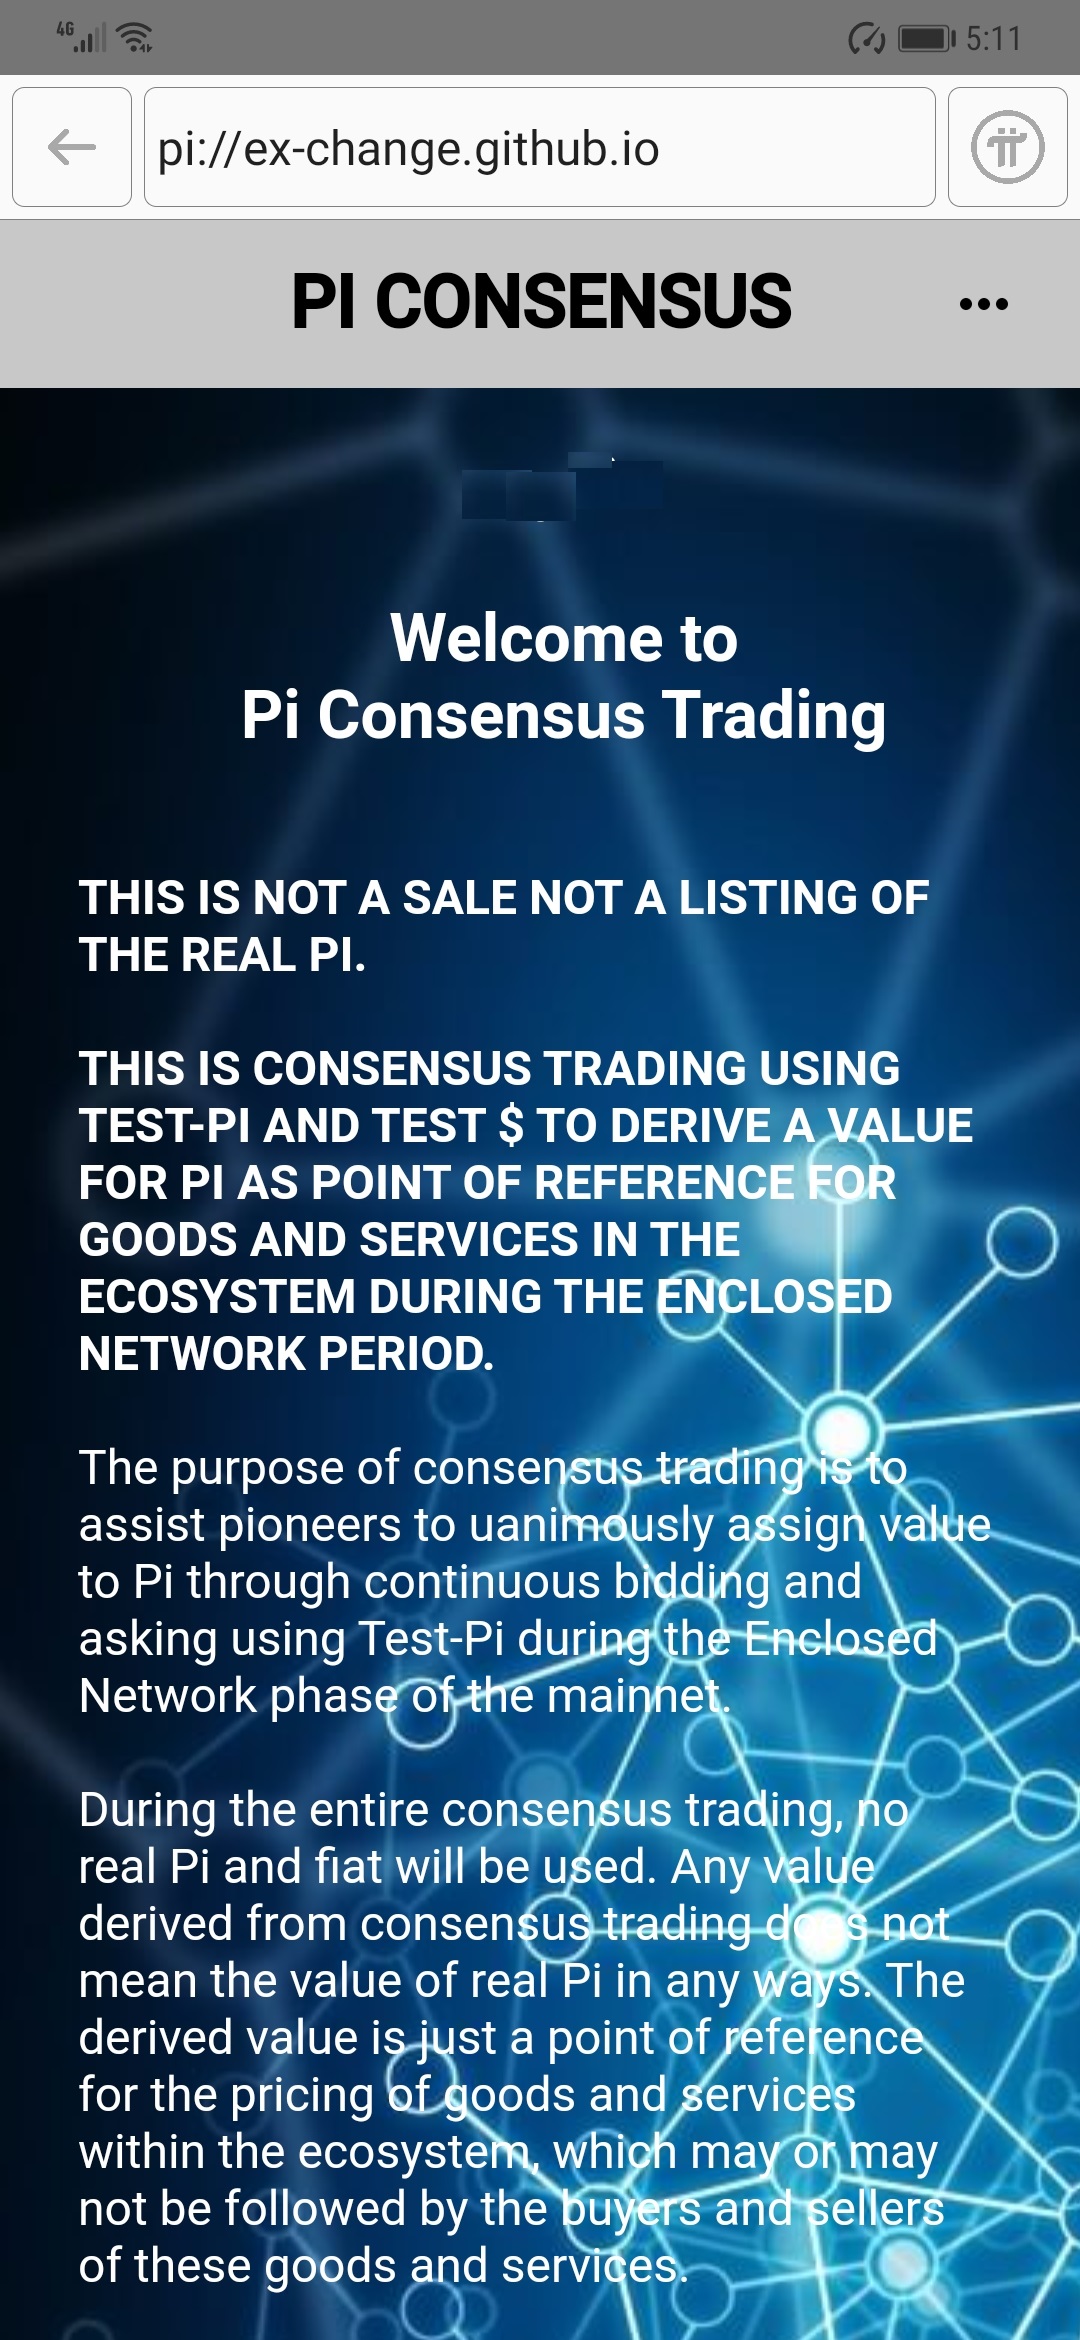 4G
5:11
pi://ex-change.github.io
PI CONSENSUS
Welcome to
Pi Consensus Trading
THIS IS NOT A SALE NOT A LISTING OF
THE REAL PI.
THIS IS CONSENSUS TRADING USING
TEST-PI AND TEST $ TO DERIVE A VALUE
FOR PI AS POINT OF REFERENCE FOR
GOODS AND SERVICES IN THE
ECOSYSTEM DURING THE ENCLOSED
NETWORK PERIOD.
The purpose of consensus trading is to
assist pioneers to uanimously assign value
to Pi through continuous bidding and
asking using Test-Pi during the Enclosed
Network phase of the mainnet.
During the entire consensus trading, no
real Pi and fiat will be used. Any value
derived from consensus trading does not
mean the value of real Pi in any ways. The
derived value is just a point of reference
for the pricing of goods and services
within the ecosystem, which may or may
not be followed by the buyers and sellers
of these goods and services.